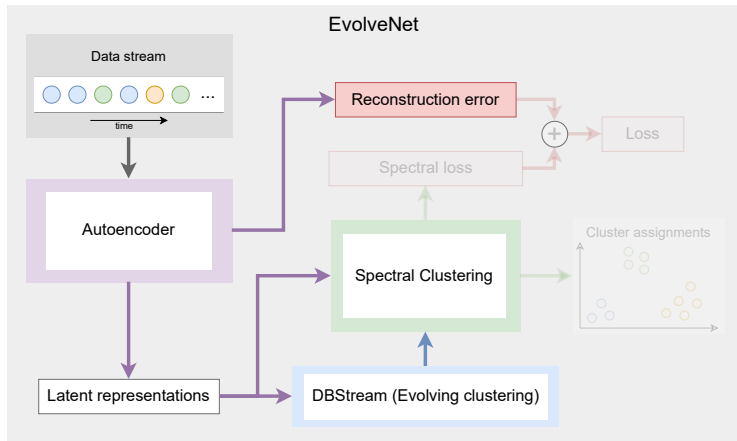 EvolveNet
Data stream
...
time
Reconstruction error
+
Loss
Spectral loss
Autoencoder
Spectral Clustering
Cluster assignments
Latent representations
DBStream (Evolving clustering)